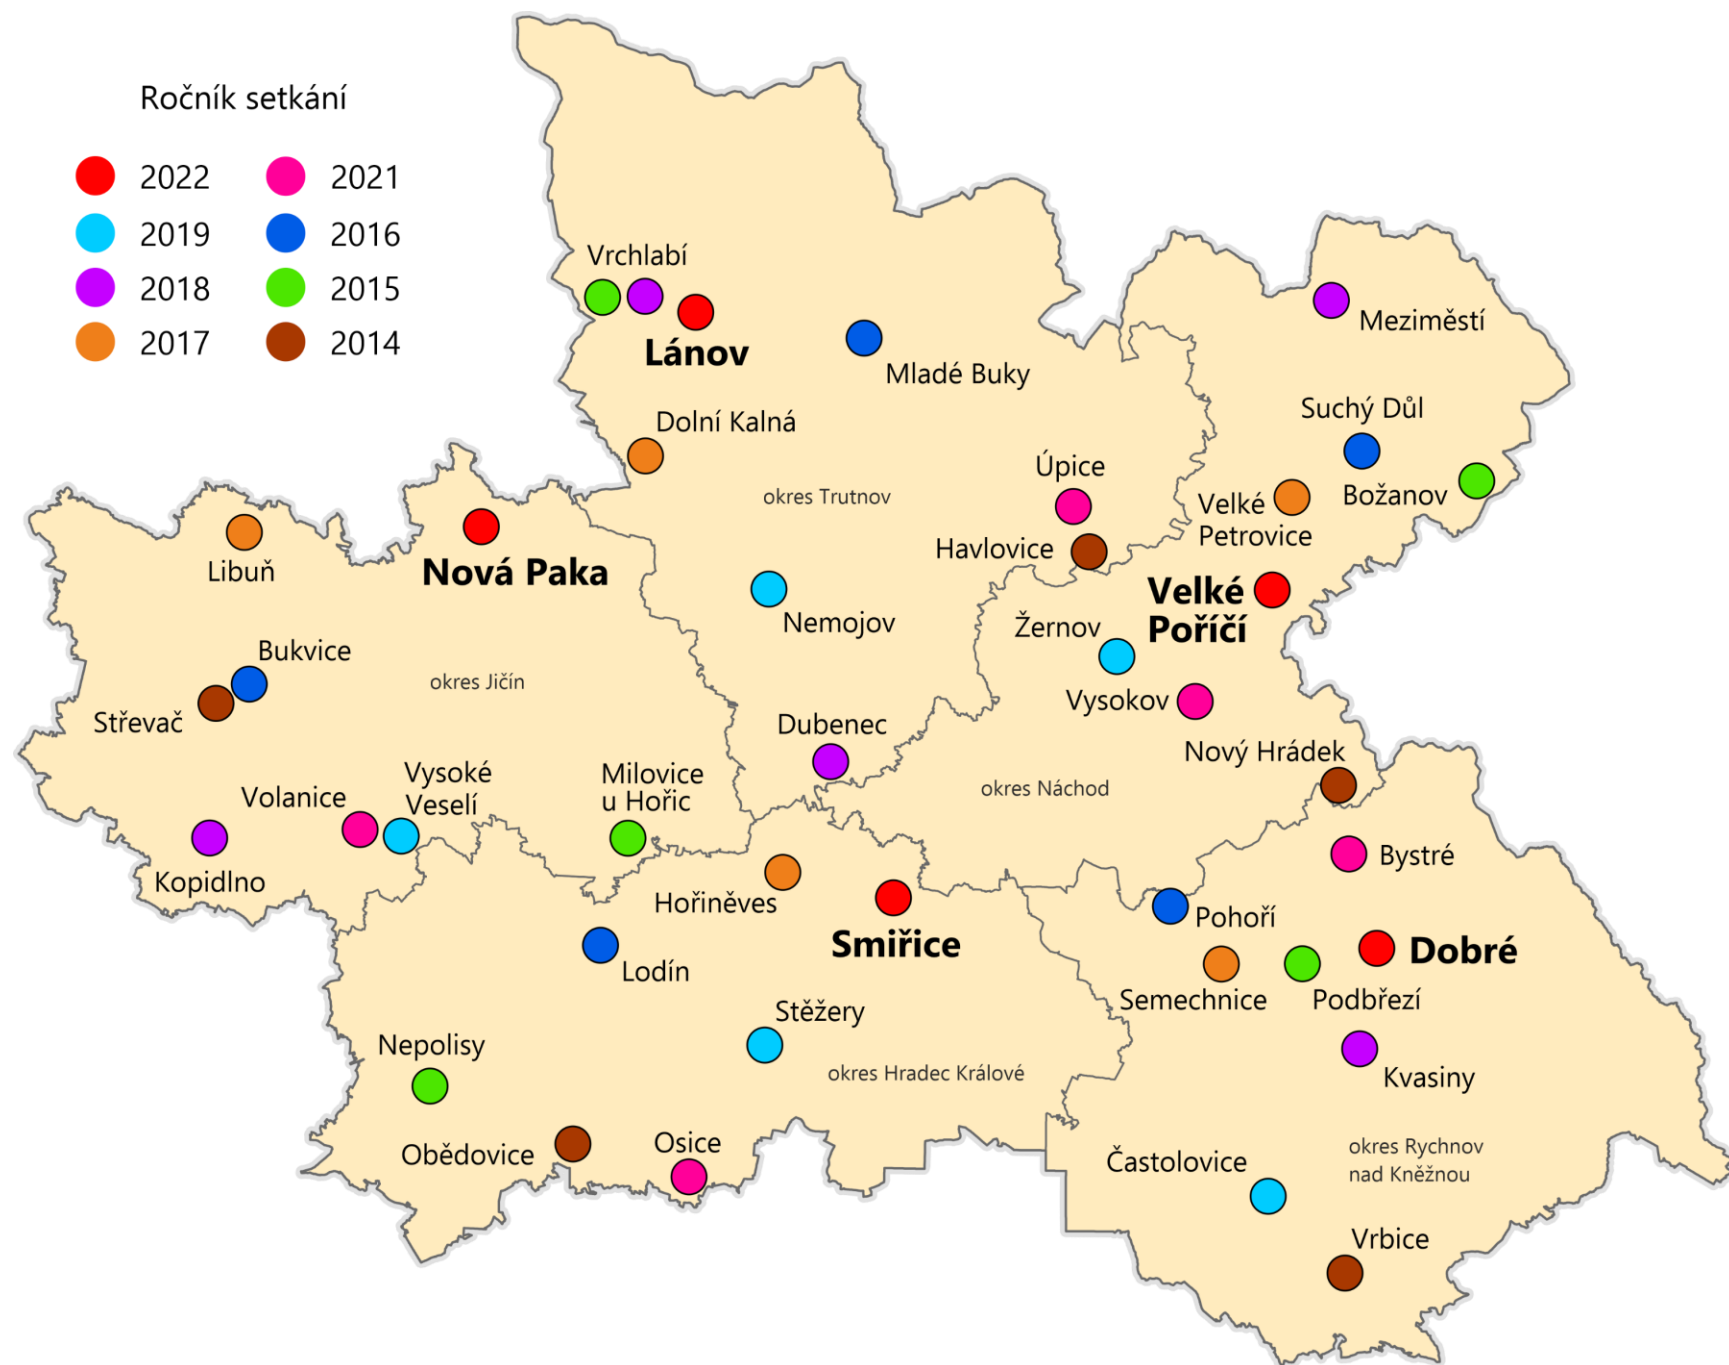 Ročník setkání
2022
2021
2019
2016
2018
2015
2017
2014
Vrchlabí
Lánov
Mladé Buky
Meziměstí
Dolní Kalná
Suchý Důl
Úpice
okres Trutnov
Božanov
Velké
Petrovice
Havlovice
Libuň
Nová Paka
Velké
Poříčí
Nemojov
Žernov
Bukvice
okres Jičín
Vysokov
Střevač
Dubenec
Nový Hrádek
Vysoké
Veselí
Milovice
u Hořic
okres Náchod
Volanice
Kopidlno
Bystré
Hořiněves
Pohoří
Smiřice
Dobré
Lodín
Semechnice
Podbřezí
Stěžery
Nepolisy
okres Hradec Králové
Kvasiny
Obědovice
Osice
okres Rychnov
nad Kněžnou
Častolovice
Vrbice